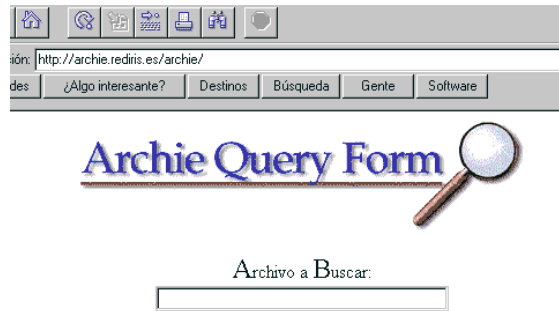 ión: http://archie.rediris.es/archie/
des ¿Algo interesante? Destinos Búsqueda Gente Software
Archie Query Form
Archivo a Buscar: